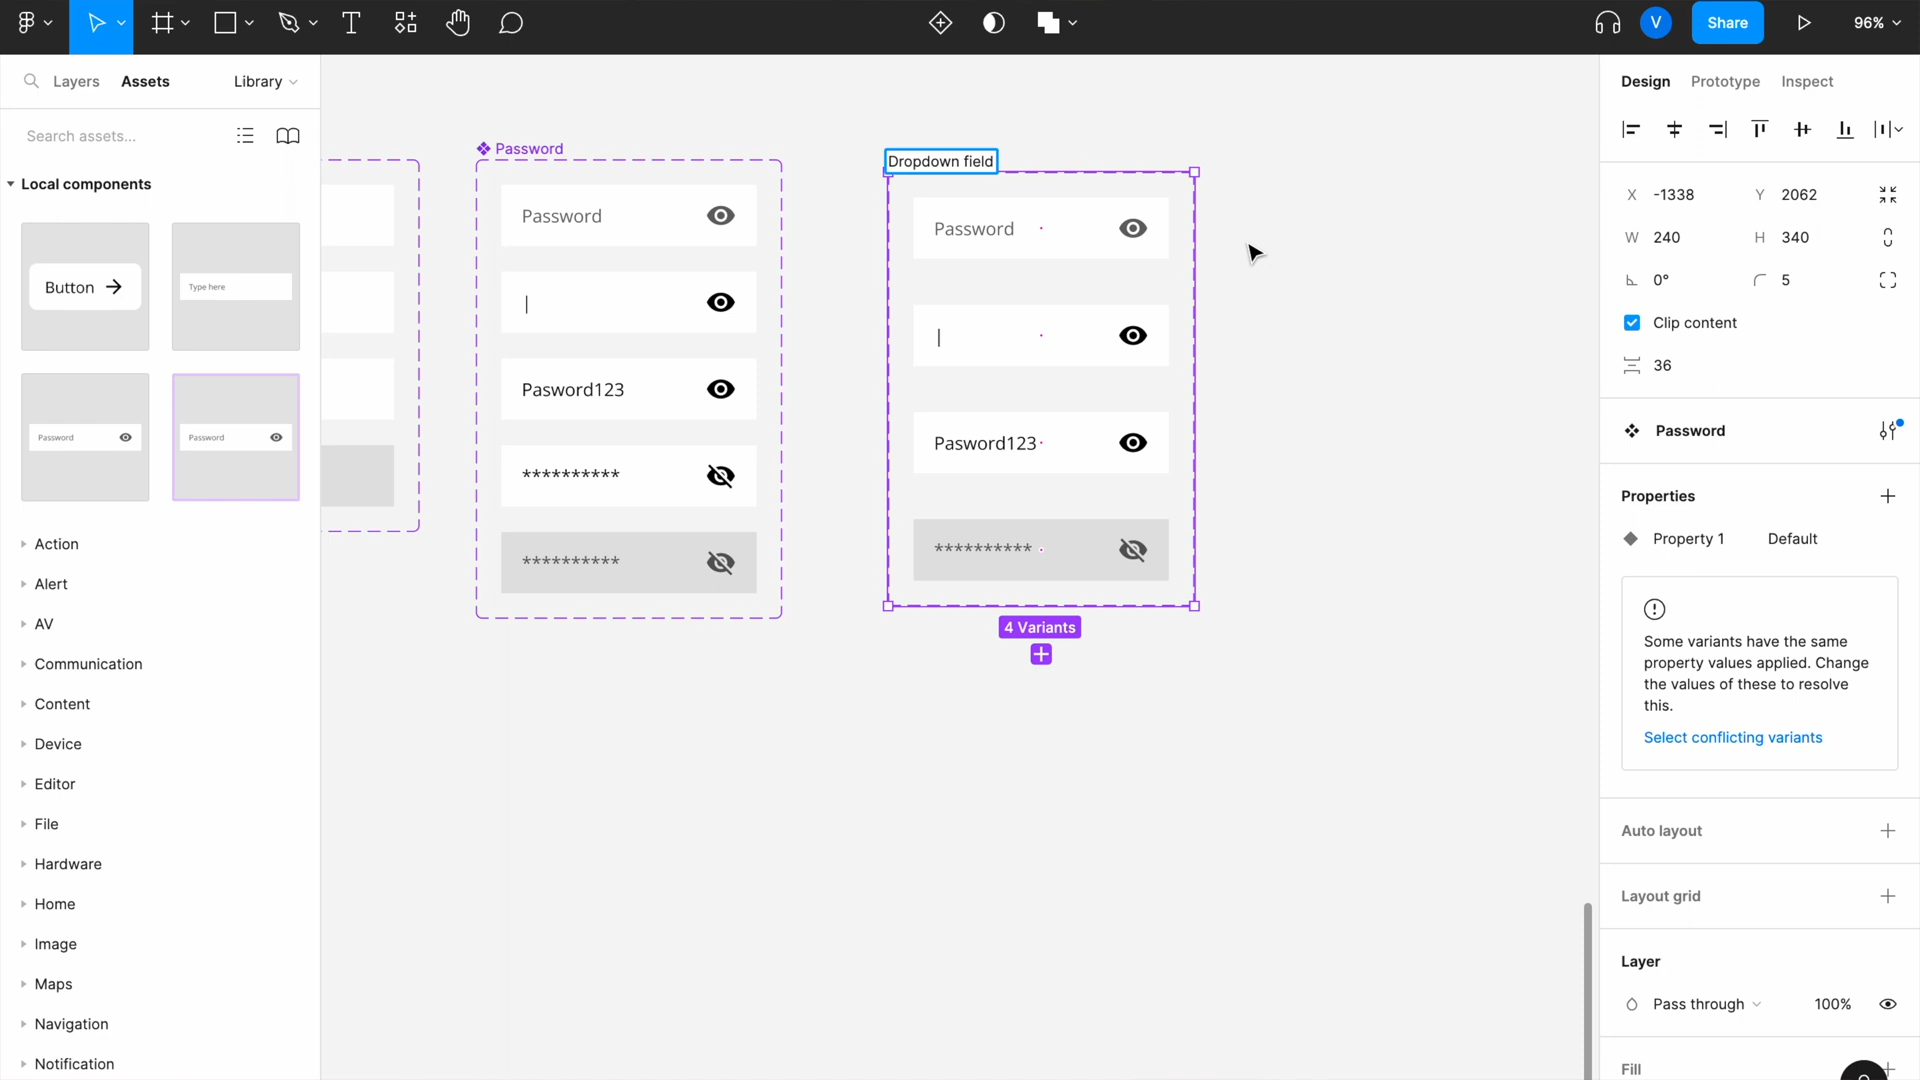 V
Share
96%
Layers
Assets
Library
Search assets...
Local components
Button
Type here
Password
Password
Action
Alert
AV
Communication
Content
Device
Editor
File
Hardware
Home
Image
Maps
Navigation
Notification
Password
Password
|
Pasword123
**********
**********
Dropdown field
Password
|
Pasword123
**********
4 Variants
Design
Prototype
Inspect
X -1338
Y 2062
W 240
H 340
0°
5
Clip content
36
Password
Properties
Property 1
Default
Some variants have the same
property values applied. Change
the values of these to resolve
this.
Select conflicting variants
Auto layout
Layout grid
Layer
Pass through
100%
Fill